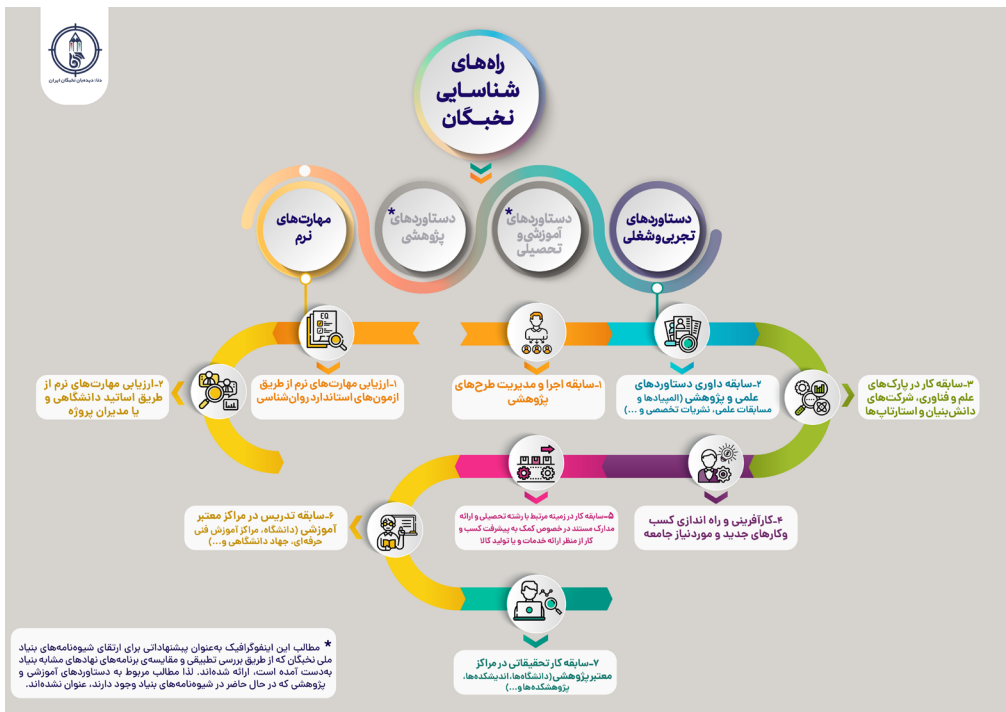 دنا: دیده‌بان نخبگان ایران
راه‌های
شناسایی
نخبگان
دستاوردهای
تجربی‌وشغلی
دستاوردهای*
آموزشی‌و
تحصیلی
دستاوردهای*
پژوهشی
مهارت‌های
نرم
۱-سابقه اجرا و مدیریت طرح‌های
پژوهشی
۲-سابقه داوری دستاوردهای
علمی و پژوهشی (المپیادها و
مسابقات علمی، نشریات تخصصی و ...)
۳-سابقه کار در پارک‌های
علم و فناوری، شرکت‌های
دانش‌بنیان و استارتاپ‌ها
۴-کارآفرینی و راه اندازی کسب
وکارهای جدید و موردنیاز جامعه
۵-سابقه کار در زمینه مرتبط با رشته تحصیلی و ارائه
مدارک مستند در خصوص کمک به پیشرفت کسب و
کار از منظر ارائه خدمات و یا تولید کالا
۶-سابقه تدریس در مراکز معتبر
آموزشی (دانشگاه، مراکز آموزش فنی
حرفه‌ای، جهاد دانشگاهی و...)
۷-سابقه کار تحقیقاتی در مراکز
معتبر پژوهشی(دانشگاه‌ها، اندیشکده‌ها،
پژوهشکده‌ها و...)
EQ
۱-ارزیابی مهارت‌های نرم از طریق
آزمون‌های استاندارد روان‌شناسی
۲-ارزیابی مهارت‌های نرم از
طریق اساتید دانشگاهی و
یا مدیران پروژه
* مطالب این اینفوگرافیک به‌عنوان پیشنهاداتی برای ارتقای شیوه‌نامه‌های بنیاد
ملی نخبگان که از طریق بررسی تطبیقی و مقایسه‌ی برنامه‌های نهادهای مشابه بنیاد
به‌دست آمده است، ارائه شده‌اند. لذا مطالب مربوط به دستاوردهای آموزشی و
پژوهشی که در حال حاضر در شیوه‌نامه‌های بنیاد وجود دارند، عنوان نشده‌اند.